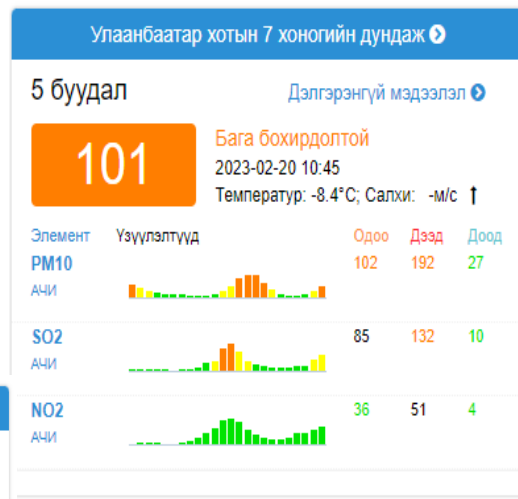 Улаанбаатар хотын 7 хоногийн дундаж
5 буудал Дэлгэрэнгүй мэдээлэл
101
Бага бохирдолтой
2023-02-20 10:45
Температур: -8.4°C; Салхи: -м/с ↑
Элемент Үзүүлэлтүүд Одоо Дээд Доод
PM10 102 192 27
АЧИ
SO2 85 132 10
АЧИ
NO2 36 51 4
АЧИ